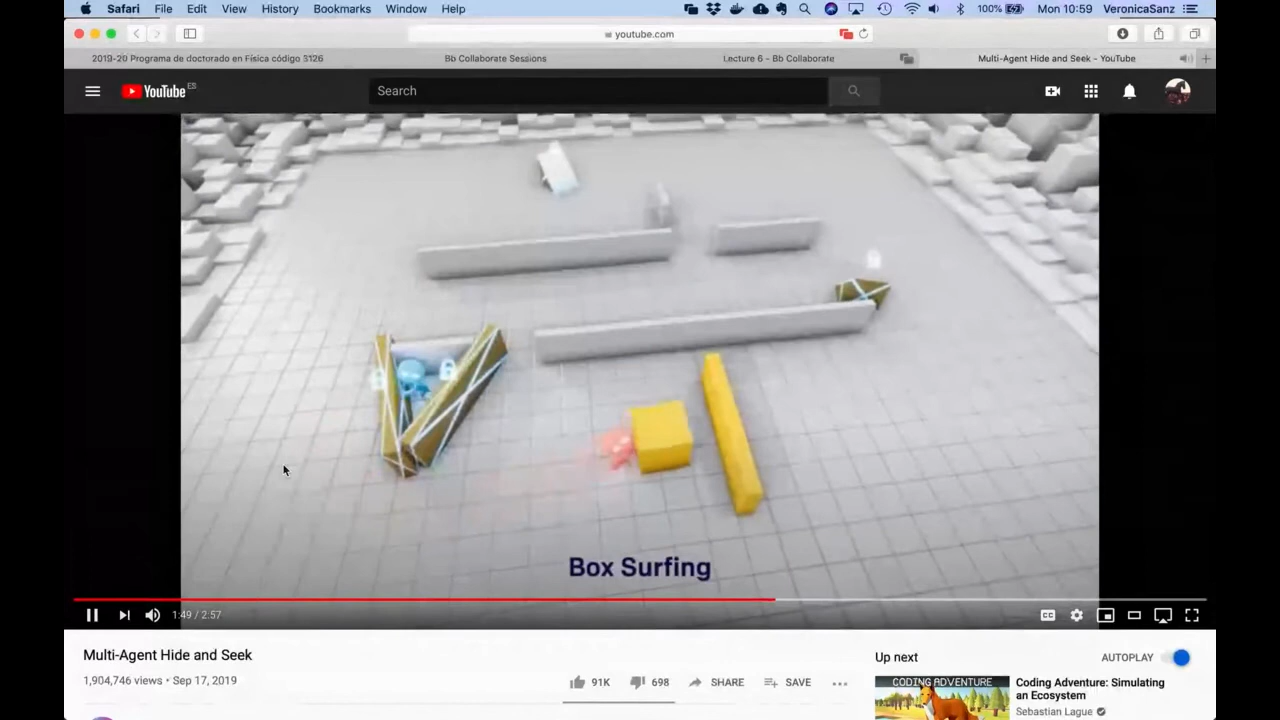 Safari File Edit View History Bookmarks Window Help 100% Mon 10:59 VeronicaSanz
youtube.com
2019-20 Programa de doctorado en Física código 3126 Bb Collaborate Sessions Lecture 6 - Bb Collaborate Multi-Agent Hide and Seek - YouTube
YouTube ES Search
Box Surfing
1:49 / 2:57 CC
Multi-Agent Hide and Seek
1,904,746 views • Sep 17, 2019 91K 698 SHARE SAVE
Up next AUTOPLAY
CODING ADVENTURE
Coding Adventure: Simulating
an Ecosystem
Sebastian Lague